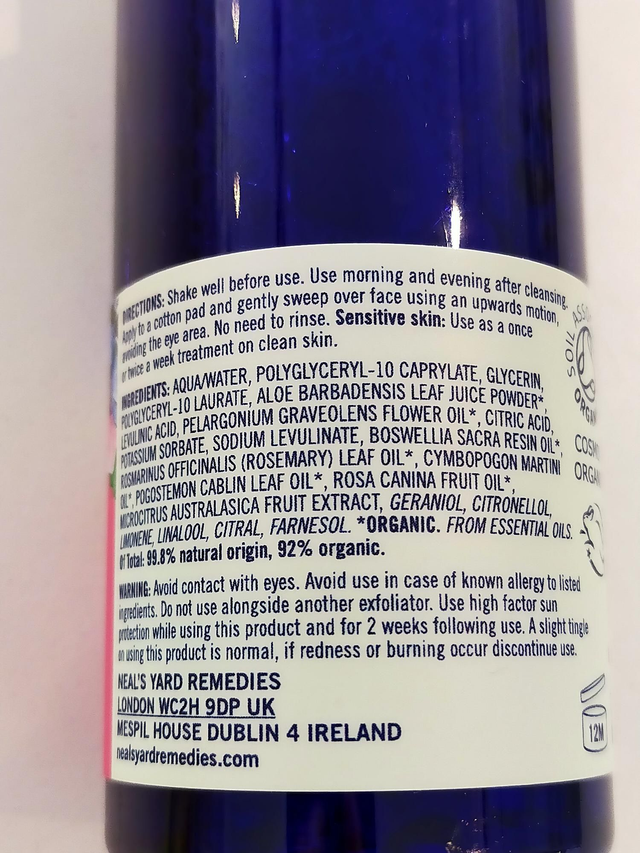 DIRECTIONS: Shake well before use. Use morning and evening after cleansing.
Apply to a cotton pad and gently sweep over face using an upwards motion,
avoiding the eye area. No need to rinse. Sensitive skin: Use as a once
or twice a week treatment on clean skin.
INGREDIENTS: AQUA/WATER, POLYGLYCERYL-10 CAPRYLATE, GLYCERIN,
POLYGLYCERYL-10 LAURATE, ALOE BARBADENSIS LEAF JUICE POWDER*,
LEVULINIC ACID, PELARGONIUM GRAVEOLENS FLOWER OIL*, CITRIC ACID,
POTASSIUM SORBATE, SODIUM LEVULINATE, BOSWELLIA SACRA RESIN OIL*,
ROSMARINUS OFFICINALIS (ROSEMARY) LEAF OIL*, CYMBOPOGON MARTINI
OIL*, POGOSTEMON CABLIN LEAF OIL*, ROSA CANINA FRUIT OIL*,
MICROCITRUS AUSTRALASICA FRUIT EXTRACT, GERANIOL, CITRONELLOL,
LIMONENE, LINALOOL, CITRAL, FARNESOL. *ORGANIC. FROM ESSENTIAL OILS.
Of Total: 99.8% natural origin, 92% organic.
WARNING: Avoid contact with eyes. Avoid use in case of known allergy to listed
ingredients. Do not use alongside another exfoliator. Use high factor sun
protection while using this product and for 2 weeks following use. A slight tingle
on using this product is normal, if redness or burning occur discontinue use.
NEAL'S YARD REMEDIES
LONDON WC2H 9DP UK
MESPIL HOUSE DUBLIN 4 IRELAND
nealsyardremedies.com
SOIL
12M